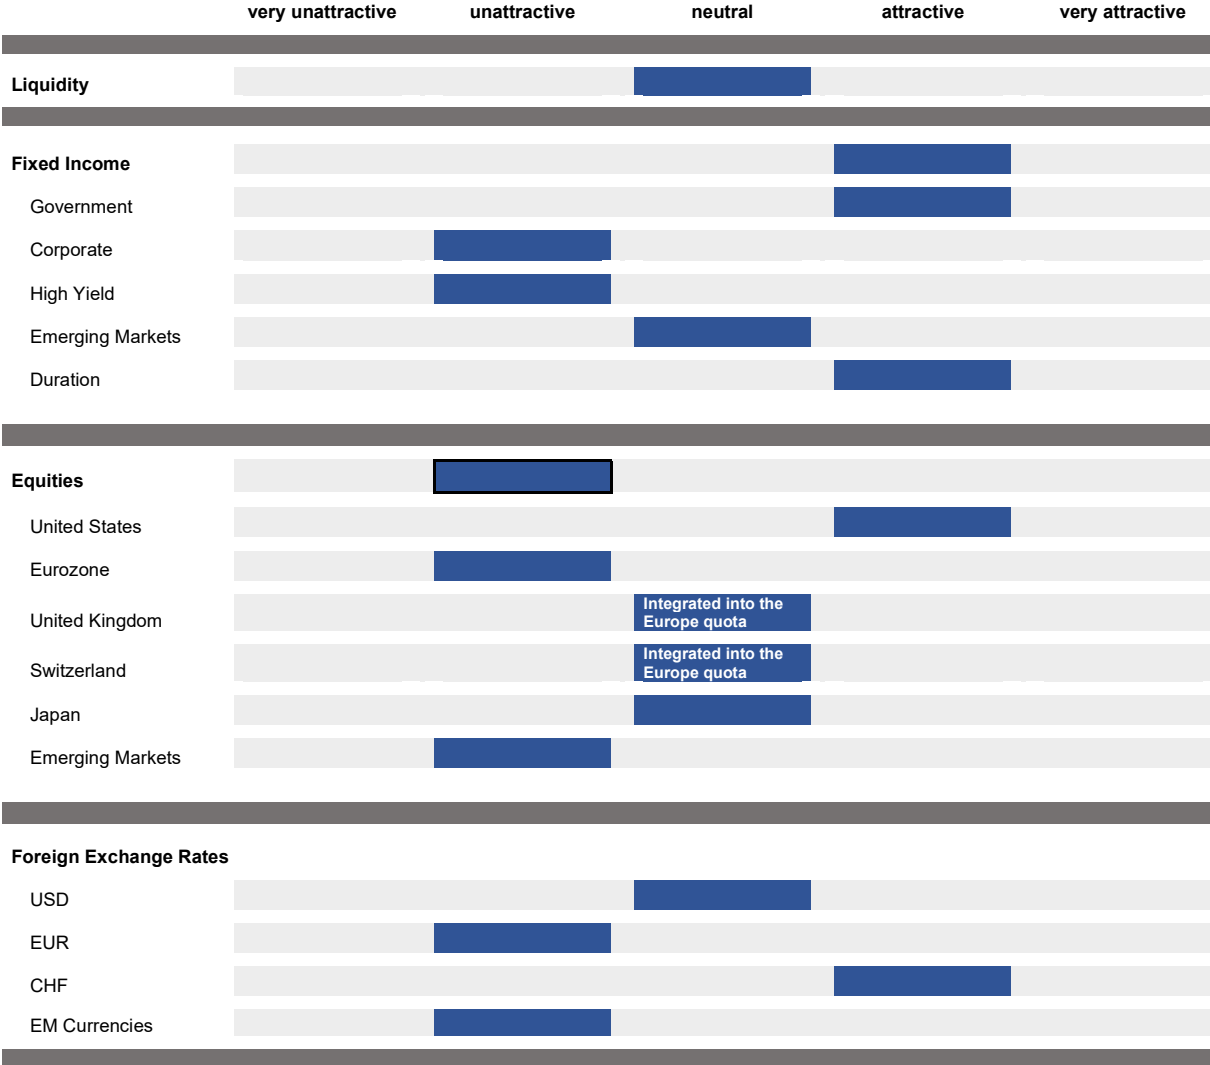 very unattractive unattractive neutral attractive very attractive
Liquidity
Fixed Income
Government
Corporate
High Yield
Emerging Markets
Duration
Equities
United States
Eurozone
United Kingdom
Integrated into the
Europe quota
Switzerland
Integrated into the
Europe quota
Japan
Emerging Markets
Foreign Exchange Rates
USD
EUR
CHF
EM Currencies